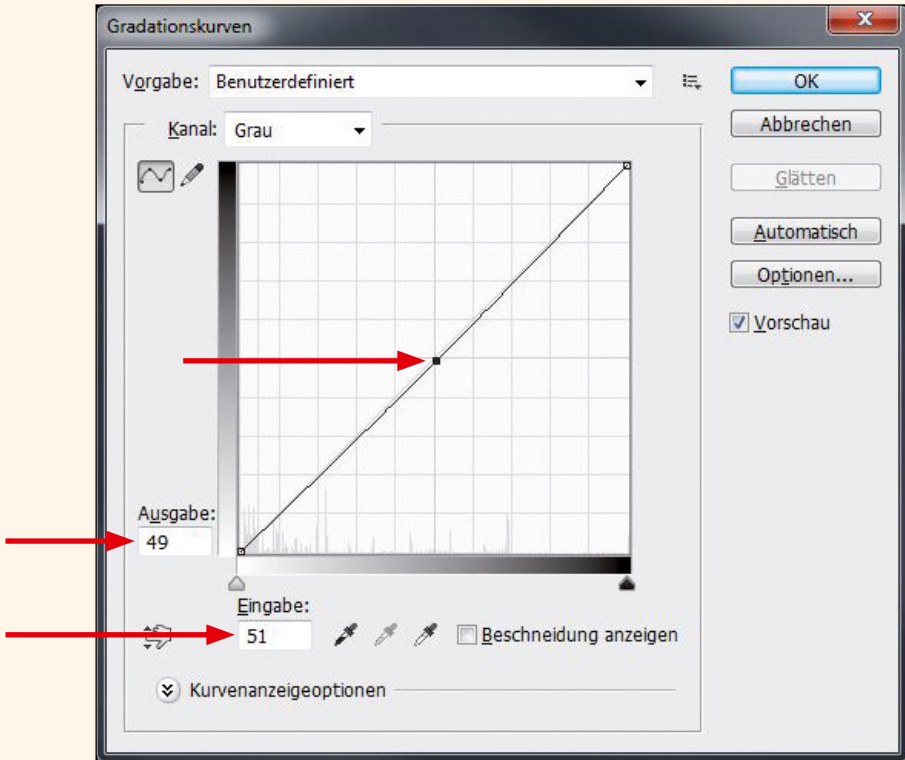 Gradationskurven
Vorgabe: Benutzerdefiniert
OK
Kanal: Grau
Abbrechen
Glätten
Automatisch
Optionen...
Vorschau
Ausgabe:
49
Eingabe:
51
Beschneidung anzeigen
Kurvenanzeigeoptionen